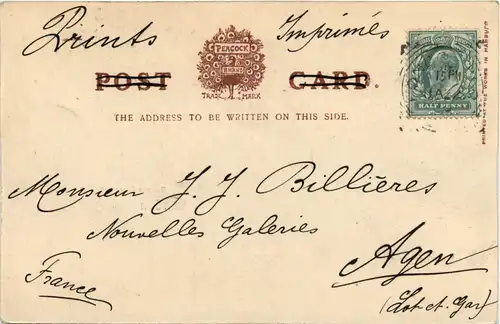 Prints Imprimés
PEACOCK
BRAND
TRADE MARK
POST CARD.
HALF PENNY
THE ADDRESS TO BE WRITTEN ON THIS SIDE.
Monsieur J. J. Billières
Nouvelles Galeries
Agen
France
(Lot et Gar)